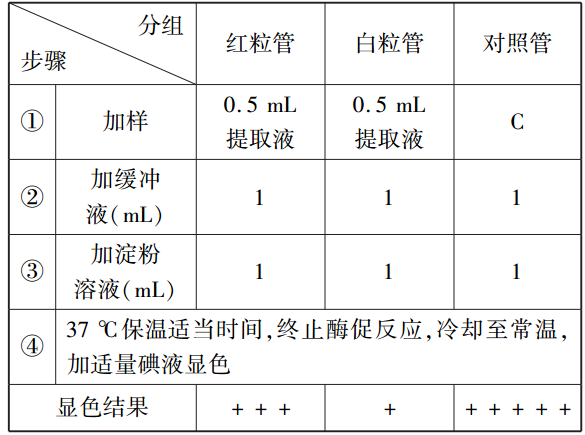 分组
步骤
红粒管
白粒管
对照管
① 加样
0.5 mL
提取液
0.5 mL
提取液
C
② 加缓冲
液(mL)
1
1
1
③ 加淀粉
溶液(mL)
1
1
1
④ 37 ℃保温适当时间,终止酶促反应,冷却至常温,
加适量碘液显色
显色结果
+ + +
+
+ + + + +